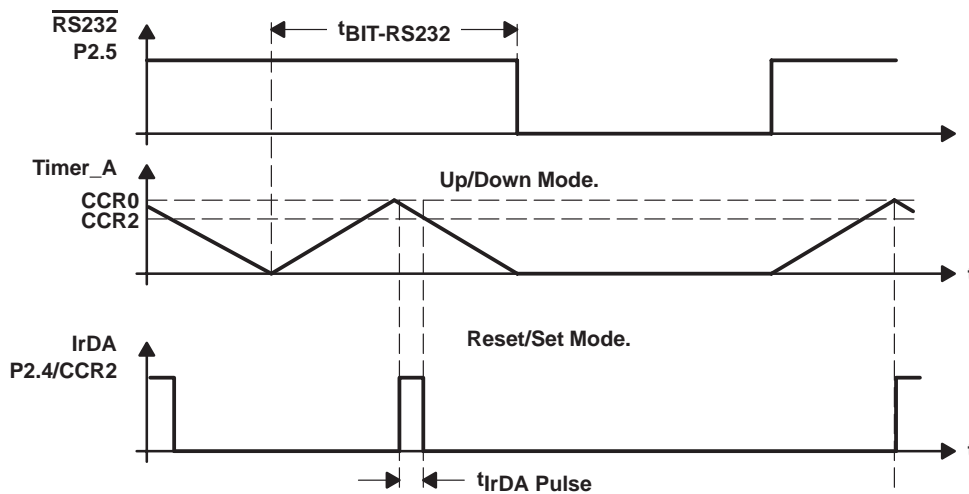 RS232
P2.5
tBIT-RS232
Timer_A
Up/Down Mode.
CCR0
CCR2
t
IrDA
Reset/Set Mode.
P2.4/CCR2
t
tIrDA Pulse